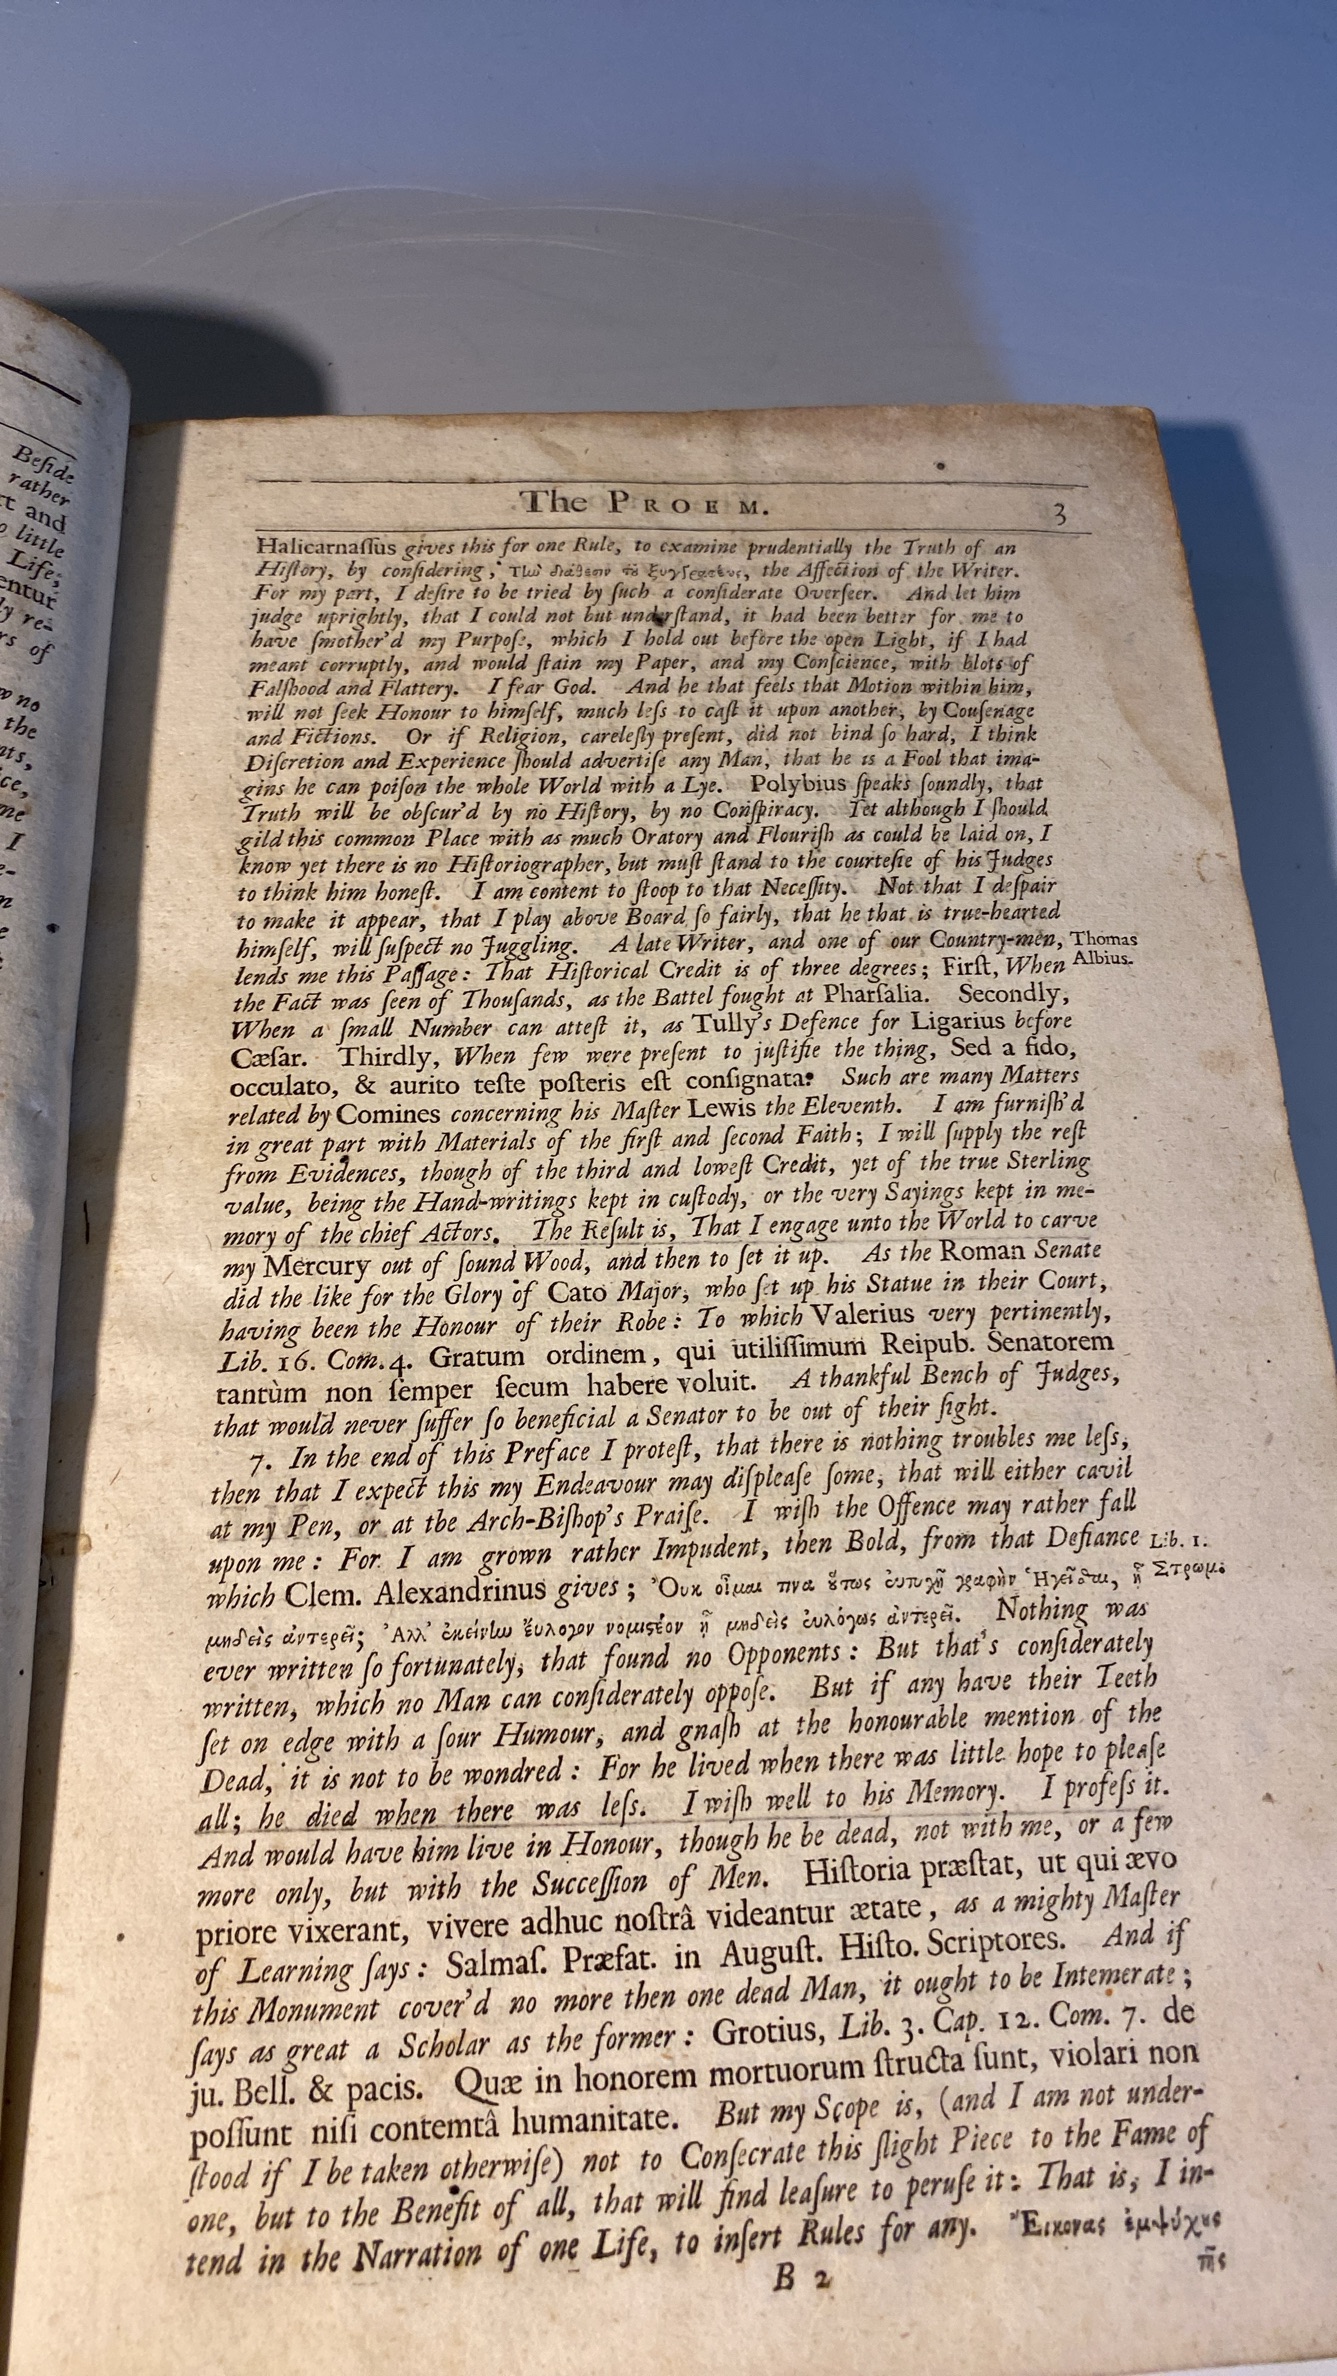 Beſide
rather
and
little
Life;
entur
ly re-
rs of
no
the
I
The PROEM.
3
Halicarnaſſus gives this for one Rule, to examine prudentially the Truth of an
Hiſtory, by conſidering, the Affection of the Writer.
For my part, I deſire to be tried by ſuch a conſiderate Overſeer. And let him
judge uprightly, that I could not but underſtand, it had been better for me to
have ſmother'd my Purpoſe, which I hold out before the open Light, if I had
meant corruptly, and would ſtain my Paper, and my Conſcience, with blots of
Falſhood and Flattery. I fear God. And he that feels that Motion within him,
will not ſeek Honour to himſelf, much leſs to caſt it upon another, by Couſenage
and Fictions. Or if Religion, careleſly preſent, did not bind ſo hard, I think
Diſcretion and Experience ſhould advertiſe any Man, that he is a Fool that ima-
gins he can poiſon the whole World with a Lye. Polybius ſpeaks ſoundly, that
Truth will be obſcur'd by no Hiſtory, by no Conſpiracy. Yet although I ſhould
gild this common Place with as much Oratory and Flouriſh as could be laid on, I
know yet there is no Hiſtoriographer, but muſt ſtand to the courteſie of his Judges
to think him honeſt. I am content to ſtoop to that Neceſſity. Not that I deſpair
to make it appear, that I play above Board ſo fairly, that he that is true-hearted
himſelf, will ſuſpect no Juggling. A late Writer, and one of our Country-men,
Thomas
Albius.
lends me this Paſſage: That Hiſtorical Credit is of three degrees; Firſt, When
the Fact was ſeen of Thouſands, as the Battel fought at Pharſalia. Secondly,
When a ſmall Number can atteſt it, as Tully's Defence for Ligarius before
Cæſar. Thirdly, When few were preſent to juſtifie the thing, Sed a fido,
occulato, & aurito teſte poſteris eſt conſignata: Such are many Matters
related by Comines concerning his Maſter Lewis the Eleventh. I am furniſh'd
in great part with Materials of the firſt and ſecond Faith; I will ſupply the reſt
from Evidences, though of the third and loweſt Credit, yet of the true Sterling
value, being the Hand-writings kept in cuſtody, or the very Sayings kept in me-
mory of the chief Actors. The Reſult is, That I engage unto the World to carve
my Mercury out of ſound Wood, and then to ſet it up. As the Roman Senate
did the like for the Glory of Cato Major, who ſet up his Statue in their Court,
having been the Honour of their Robe: To which Valerius very pertinently,
Lib. 16. Com. 4. Gratum ordinem, qui utiliſſimum Reipub. Senatorem
tantùm non ſemper ſecum habere voluit. A thankful Bench of Judges,
that would never ſuffer ſo beneficial a Senator to be out of their ſight.
7. In the end of this Preface I proteſt, that there is nothing troubles me leſs,
then that I expect this my Endeavour may diſpleaſe ſome, that will either cavil
at my Pen, or at the Arch-Biſhop's Praiſe. I wiſh the Offence may rather fall
upon me: For I am grown rather Impudent, then Bold, from that Defiance
Lib. 1.
Στρωμ.
which Clem. Alexandrinus gives; Ὀυκ οἶμαι τινα ὅτως ἐυτυχῆ γραφὴν Ἡγεῖσθαι, ᾗ
μηδεὶς ἀντερεῖ; Ἀλλ' ἐκείνίω ἔυλογον νομιστέον ᾗ μηδεὶς ἐυλόγως ἀντερεῖ. Nothing was
ever written ſo fortunately, that found no Opponents: But that's conſiderately
written, which no Man can conſiderately oppoſe. But if any have their Teeth
ſet on edge with a ſour Humour, and gnaſh at the honourable mention of the
Dead, it is not to be wondred: For he lived when there was little hope to pleaſe
all; he died when there was leſs. I wiſh well to his Memory. I profeſs it.
And would have him live in Honour, though he be dead, not with me, or a few
more only, but with the Succeſſion of Men. Hiſtoria præſtat, ut qui ævo
priore vixerant, vivere adhuc noſtrâ videantur ætate, as a mighty Maſter
of Learning ſays: Salmaſ. Præfat. in Auguſt. Hiſto. Scriptores. And if
this Monument cover'd no more then one dead Man, it ought to be Intemerate;
ſays as great a Scholar as the former: Grotius, Lib. 3. Cap. 12. Com. 7. de
ju. Bell. & pacis. Quæ in honorem mortuorum ſtructa ſunt, violari non
poſſunt niſi contemtâ humanitate. But my Scope is, (and I am not under-
ſtood if I be taken otherwiſe) not to Conſecrate this ſlight Piece to the Fame of
one, but to the Benefit of all, that will find leaſure to peruſe it: That is, I in-
tend in the Narration of one Life, to inſert Rules for any. Ἔικονας ἐμψύχȣς
B 2
τῆς